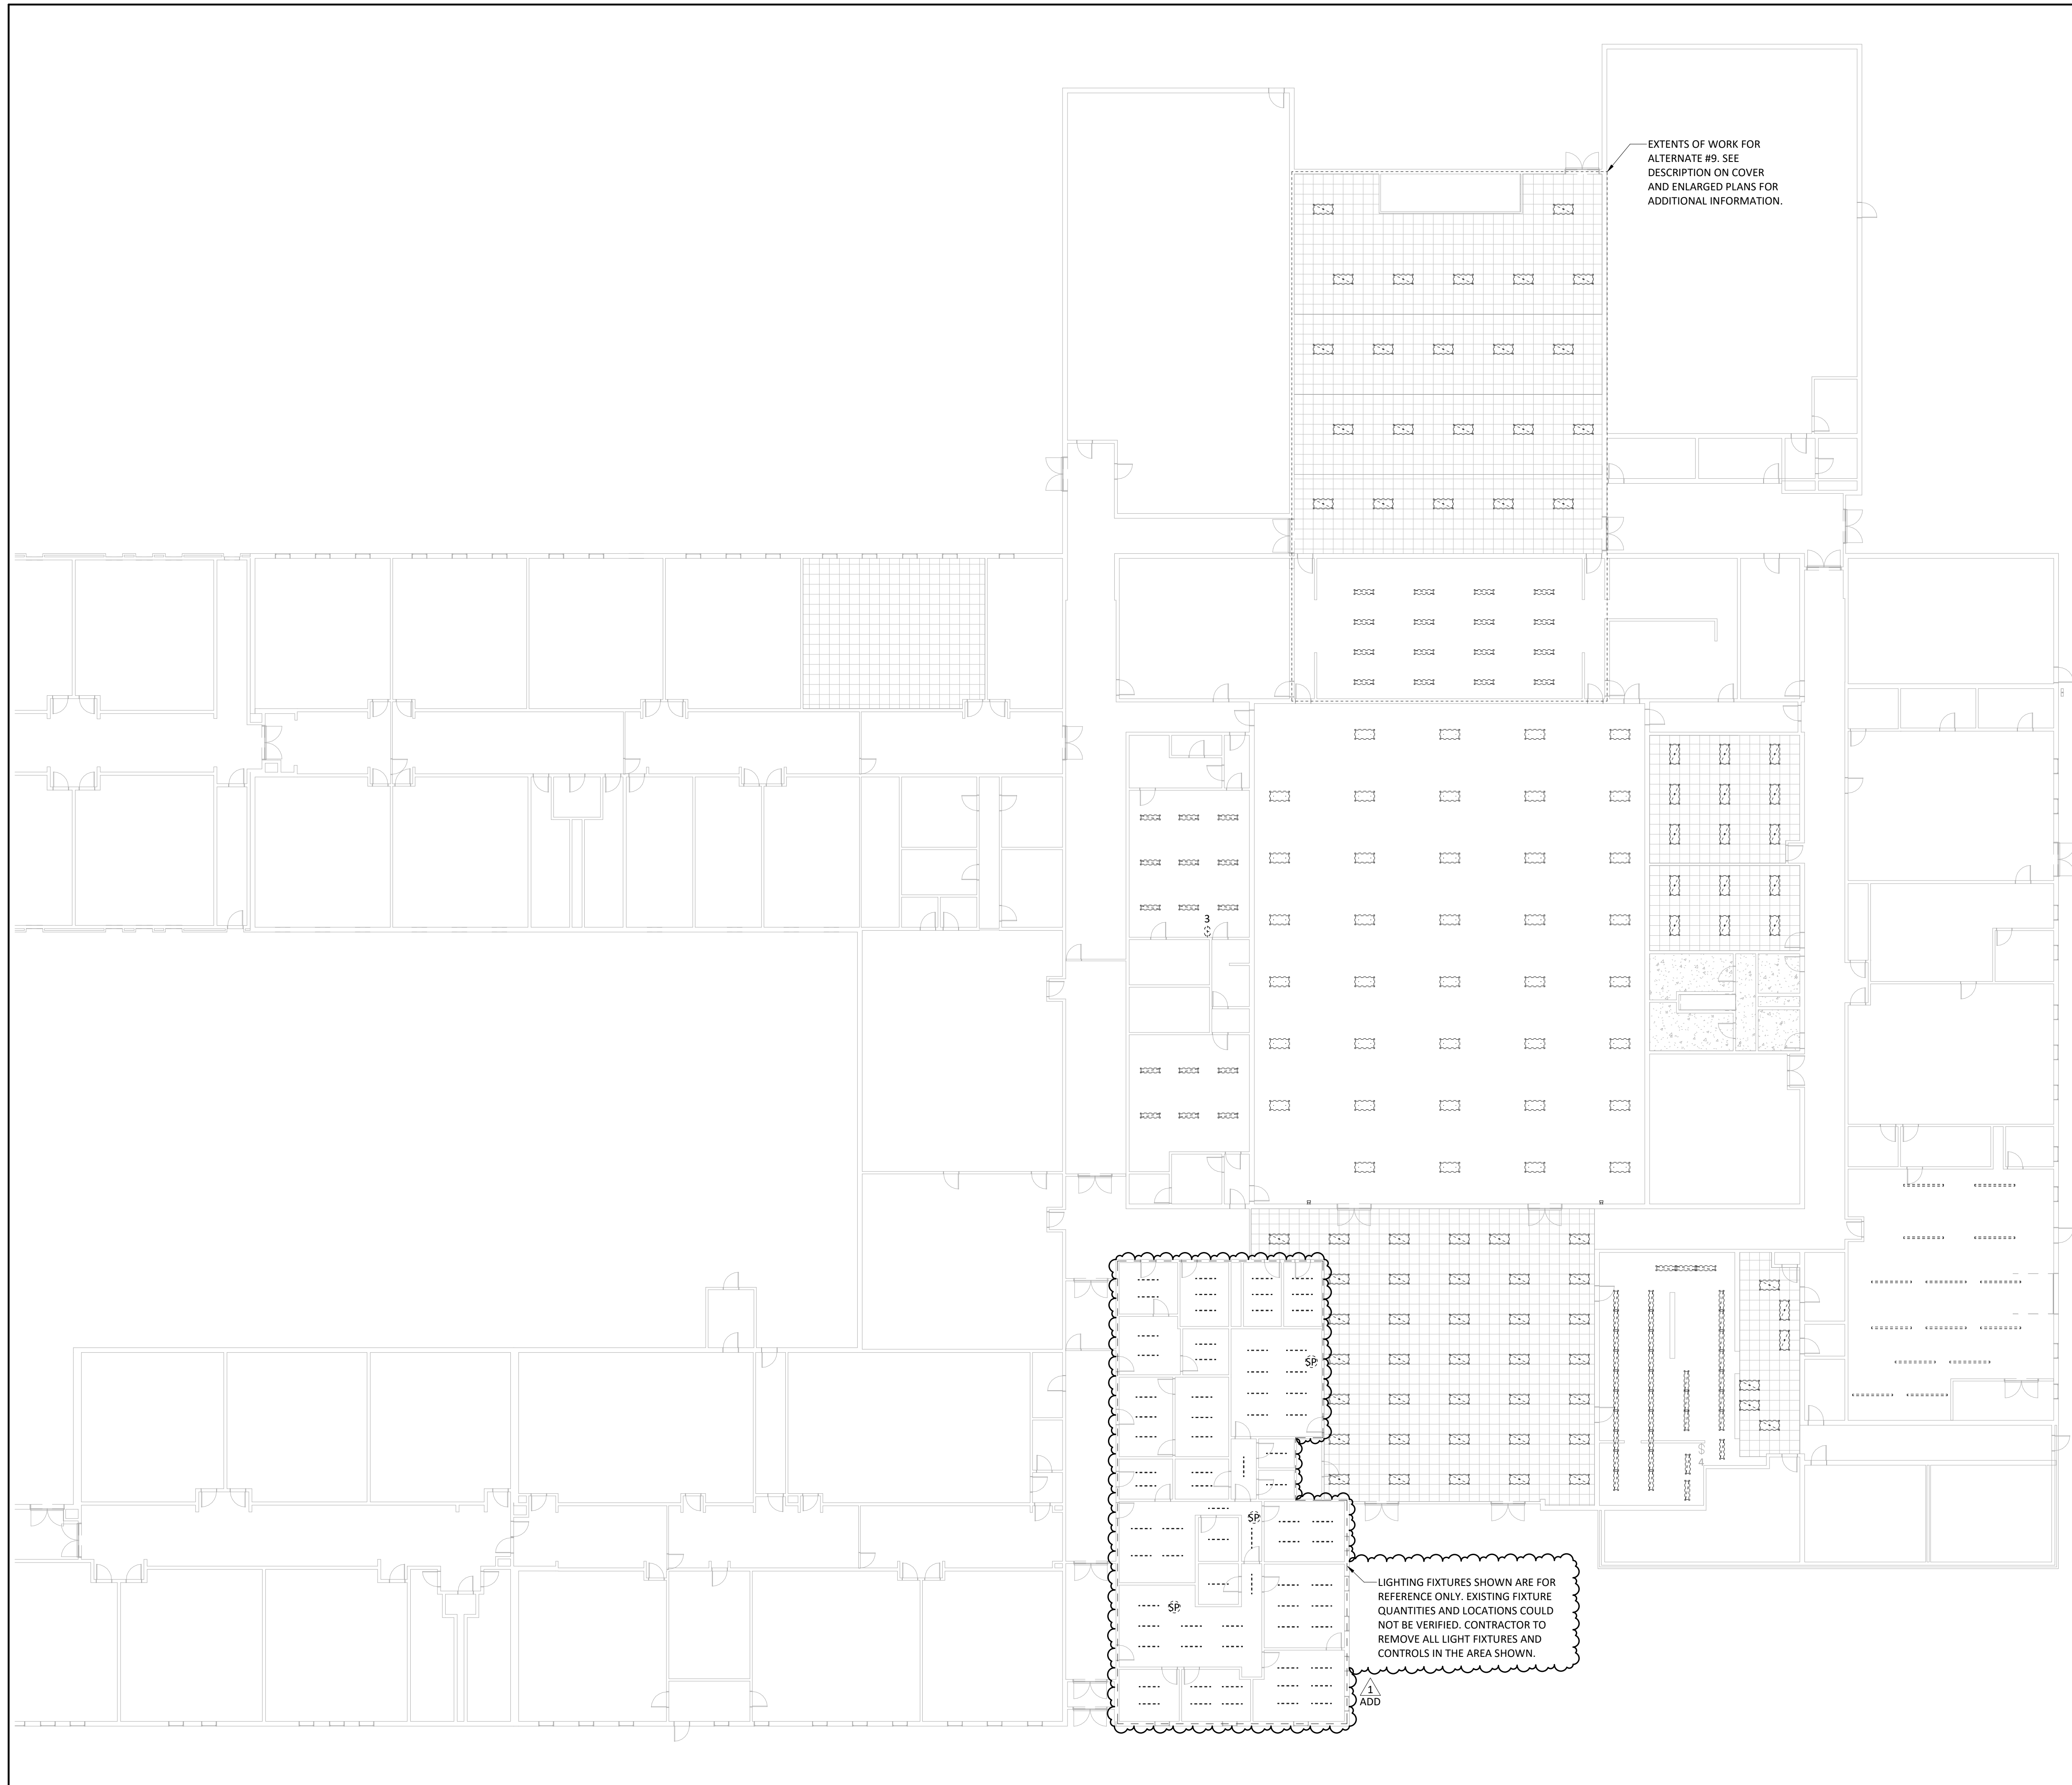 EXTENTS OF WORK FOR
ALTERNATE #9. SEE
DESCRIPTION ON COVER
AND ENLARGED PLANS FOR
ADDITIONAL INFORMATION.
3
SP
$
4
SP
SP
LIGHTING FIXTURES SHOWN ARE FOR
REFERENCE ONLY. EXISTING FIXTURE
QUANTITIES AND LOCATIONS COULD
NOT BE VERIFIED. CONTRACTOR TO
REMOVE ALL LIGHT FIXTURES AND
CONTROLS IN THE AREA SHOWN.
1
ADD